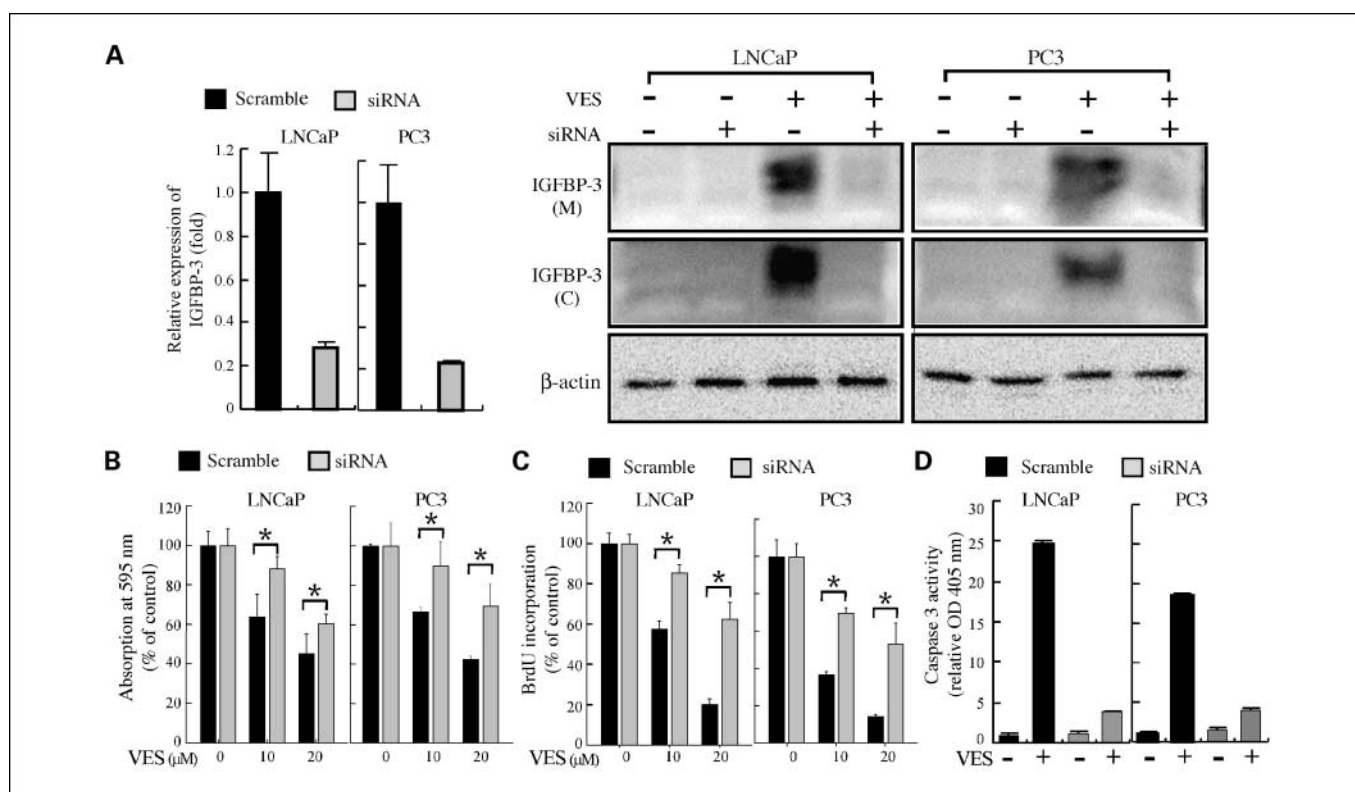 A
Scramble siRNA
LNCaP PC3
Relative expression of
IGFBP-3 (fold)
1.2
1.0
0.8
0.6
0.4
0.2
0
LNCaP PC3
VES - - + + - - + +
siRNA - + - + - + - +
IGFBP-3
(M)
IGFBP-3
(C)
β-actin
B
Scramble siRNA
LNCaP PC3
Absorption at 595 nm
(% of control)
120
100
80
60
40
20
0
* * * *
VES (μM) 0 10 20 0 10 20
C
Scramble siRNA
LNCaP PC3
BrdU incorporation
(% of control)
120
100
80
60
40
20
0
* * * *
0 10 20 0 10 20
D
Scramble siRNA
LNCaP PC3
Caspase 3 activity
(relative OD 405 nm)
30
25
20
15
10
5
0
VES - + - + - + - +